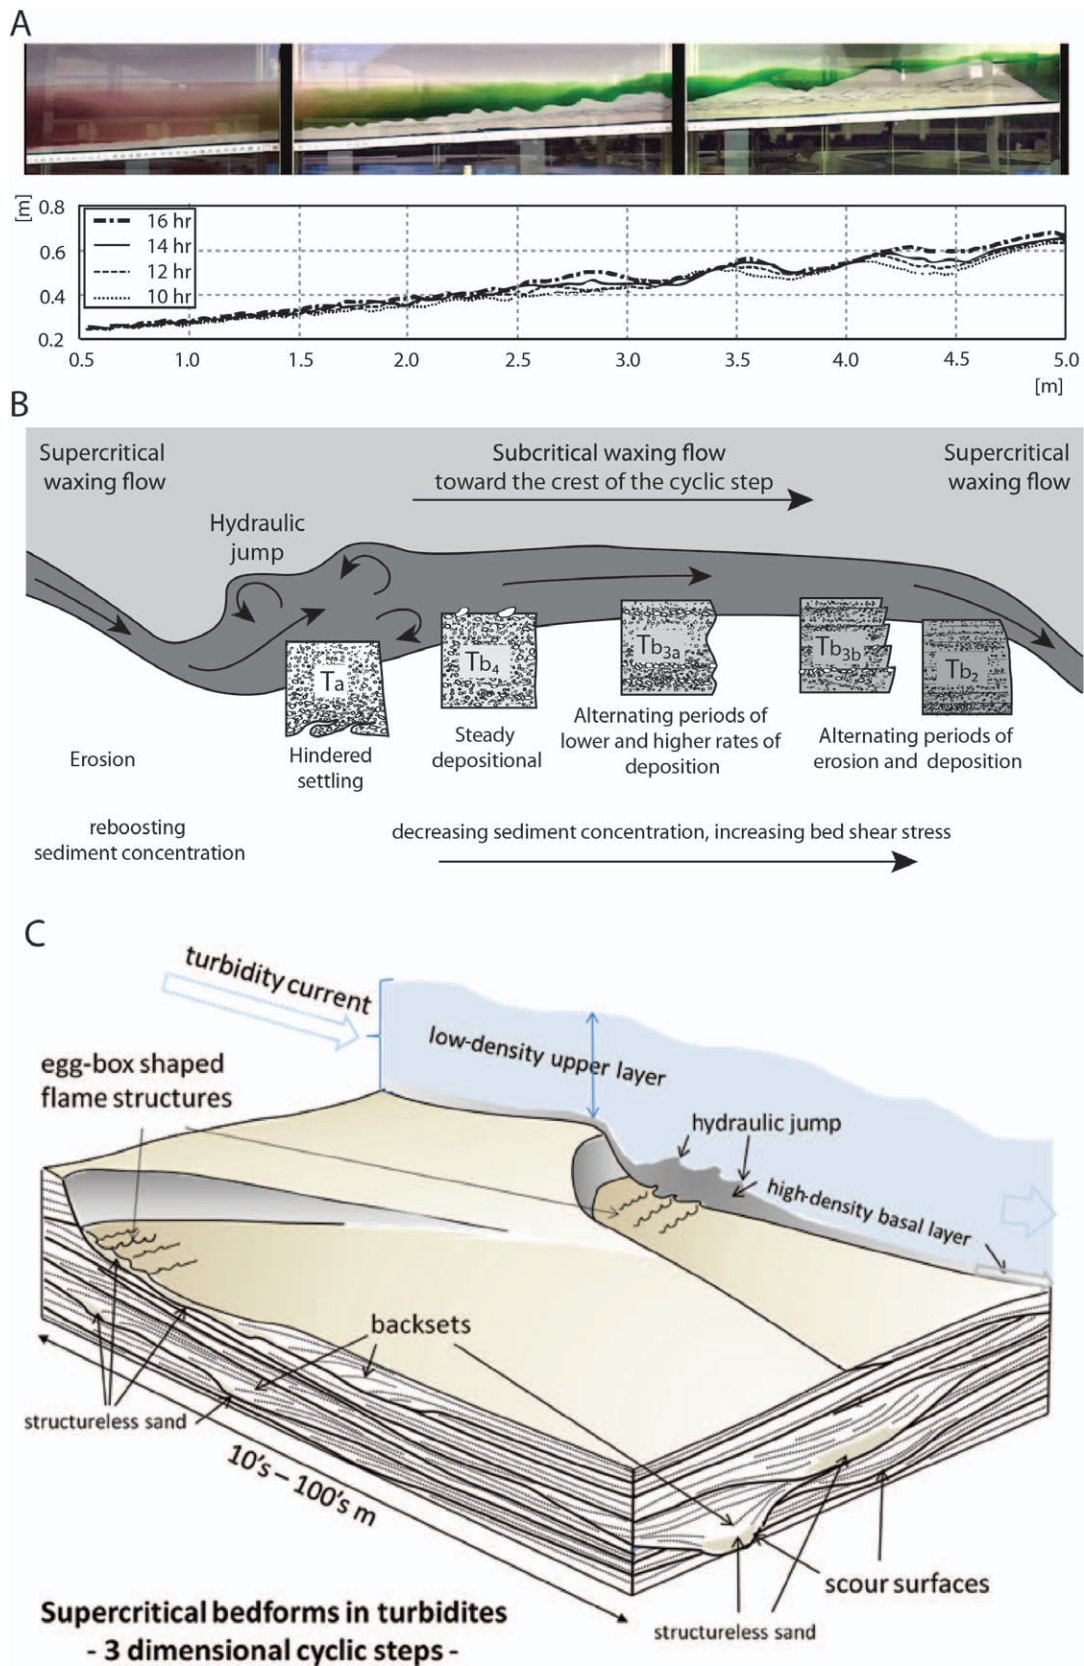 A
[m]
0.8
0.6
0.4
0.2
16 hr
14 hr
12 hr
10 hr
0.5 1.0 1.5 2.0 2.5 3.0 3.5 4.0 4.5 5.0
[m]
B
Supercritical
waxing flow
Subcritical waxing flow
toward the crest of the cyclic step
Supercritical
waxing flow
Hydraulic
jump
Ta
Tb4
Tb3a
Tb3b
Tb2
Erosion
Hindered
settling
Steady
depositional
Alternating periods of
lower and higher rates of
deposition
Alternating periods of
erosion and deposition
reboosting
sediment concentration
decreasing sediment concentration, increasing bed shear stress
C
turbidity current
low-density upper layer
egg-box shaped
flame structures
hydraulic jump
high-density basal layer
backsets
structureless sand
10's – 100's m
scour surfaces
structureless sand
Supercritical bedforms in turbidites
- 3 dimensional cyclic steps -